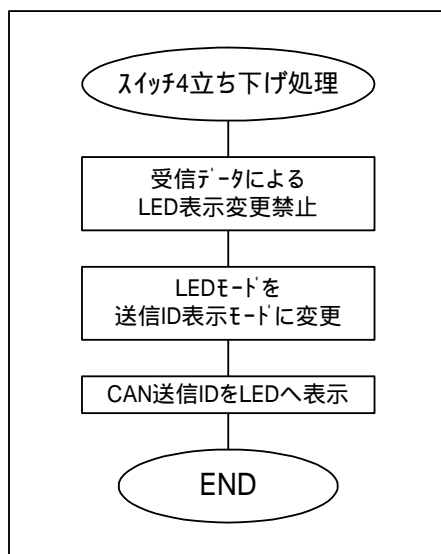 ｽｲｯﾁ4立ち下げ処理
受信ﾃﾞｰﾀによる
LED表示変更禁止
LEDﾓｰﾄﾞを
送信ID表示ﾓｰﾄﾞに変更
CAN送信IDをLEDへ表示
END